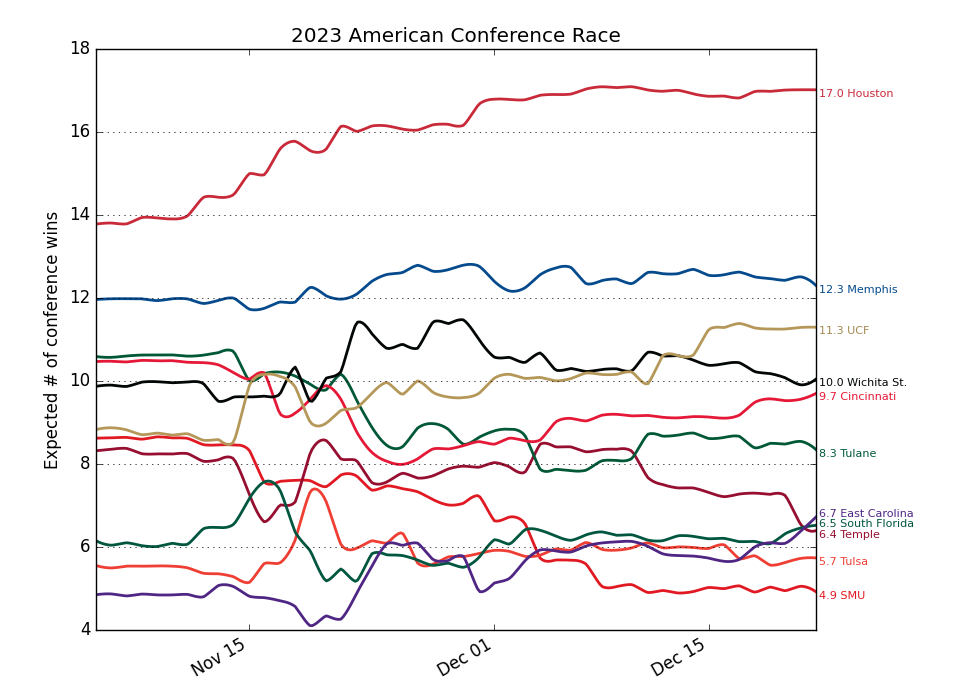 2023 American Conference Race
Expected # of conference wins
18
16
14
12
10
8
6
4
Nov 15
Dec 01
Dec 15
17.0 Houston
12.3 Memphis
11.3 UCF
10.0 Wichita St.
9.7 Cincinnati
8.3 Tulane
6.7 East Carolina
6.5 South Florida
6.4 Temple
5.7 Tulsa
4.9 SMU